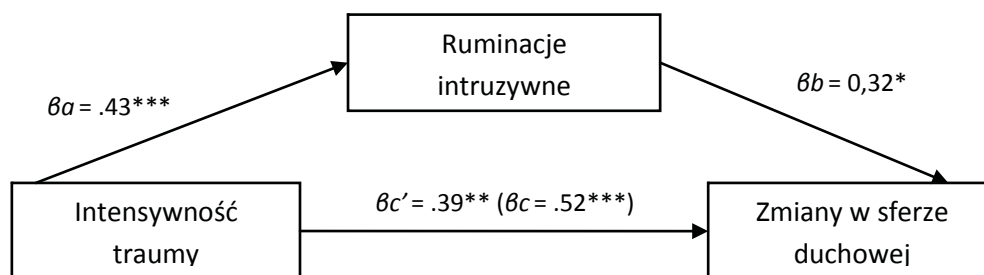 Ruminacje
intruzywne
βa = .43***
βb = 0,32*
Intensywność
traumy
βc’ = .39** (βc = .52***)
Zmiany w sferze
duchowej